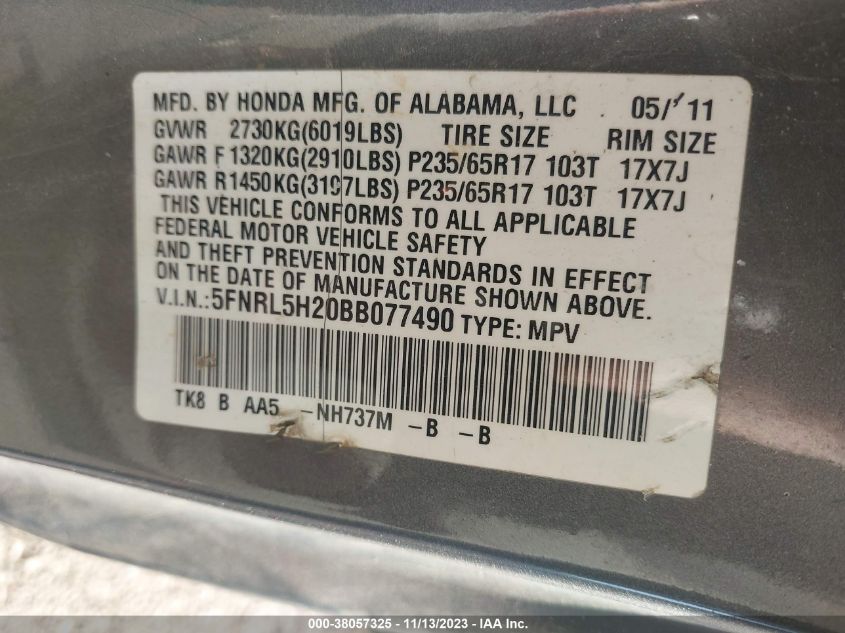 MFD. BY HONDA MFG. OF ALABAMA, LLC 05/'11
GVWR 2730KG(6019LBS) TIRE SIZE RIM SIZE
GAWR F 1320KG(2910LBS) P235/65R17 103T 17X7J
GAWR R1450KG(3197LBS) P235/65R17 103T 17X7J
THIS VEHICLE CONFORMS TO ALL APPLICABLE
FEDERAL MOTOR VEHICLE SAFETY
AND THEFT PREVENTION STANDARDS IN EFFECT
ON THE DATE OF MANUFACTURE SHOWN ABOVE.
V.I.N.:5FNRL5H20BB077490 TYPE: MPV
TK8 B AA5 -NH737M -B -B
000-38057325 - 11/13/2023 - IAA Inc.